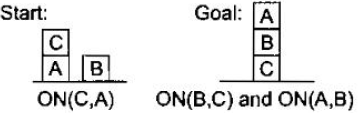 Start:
Goal:
C
A B
A
B
C
ON(C,A)
ON(B,C) and ON(A,B)